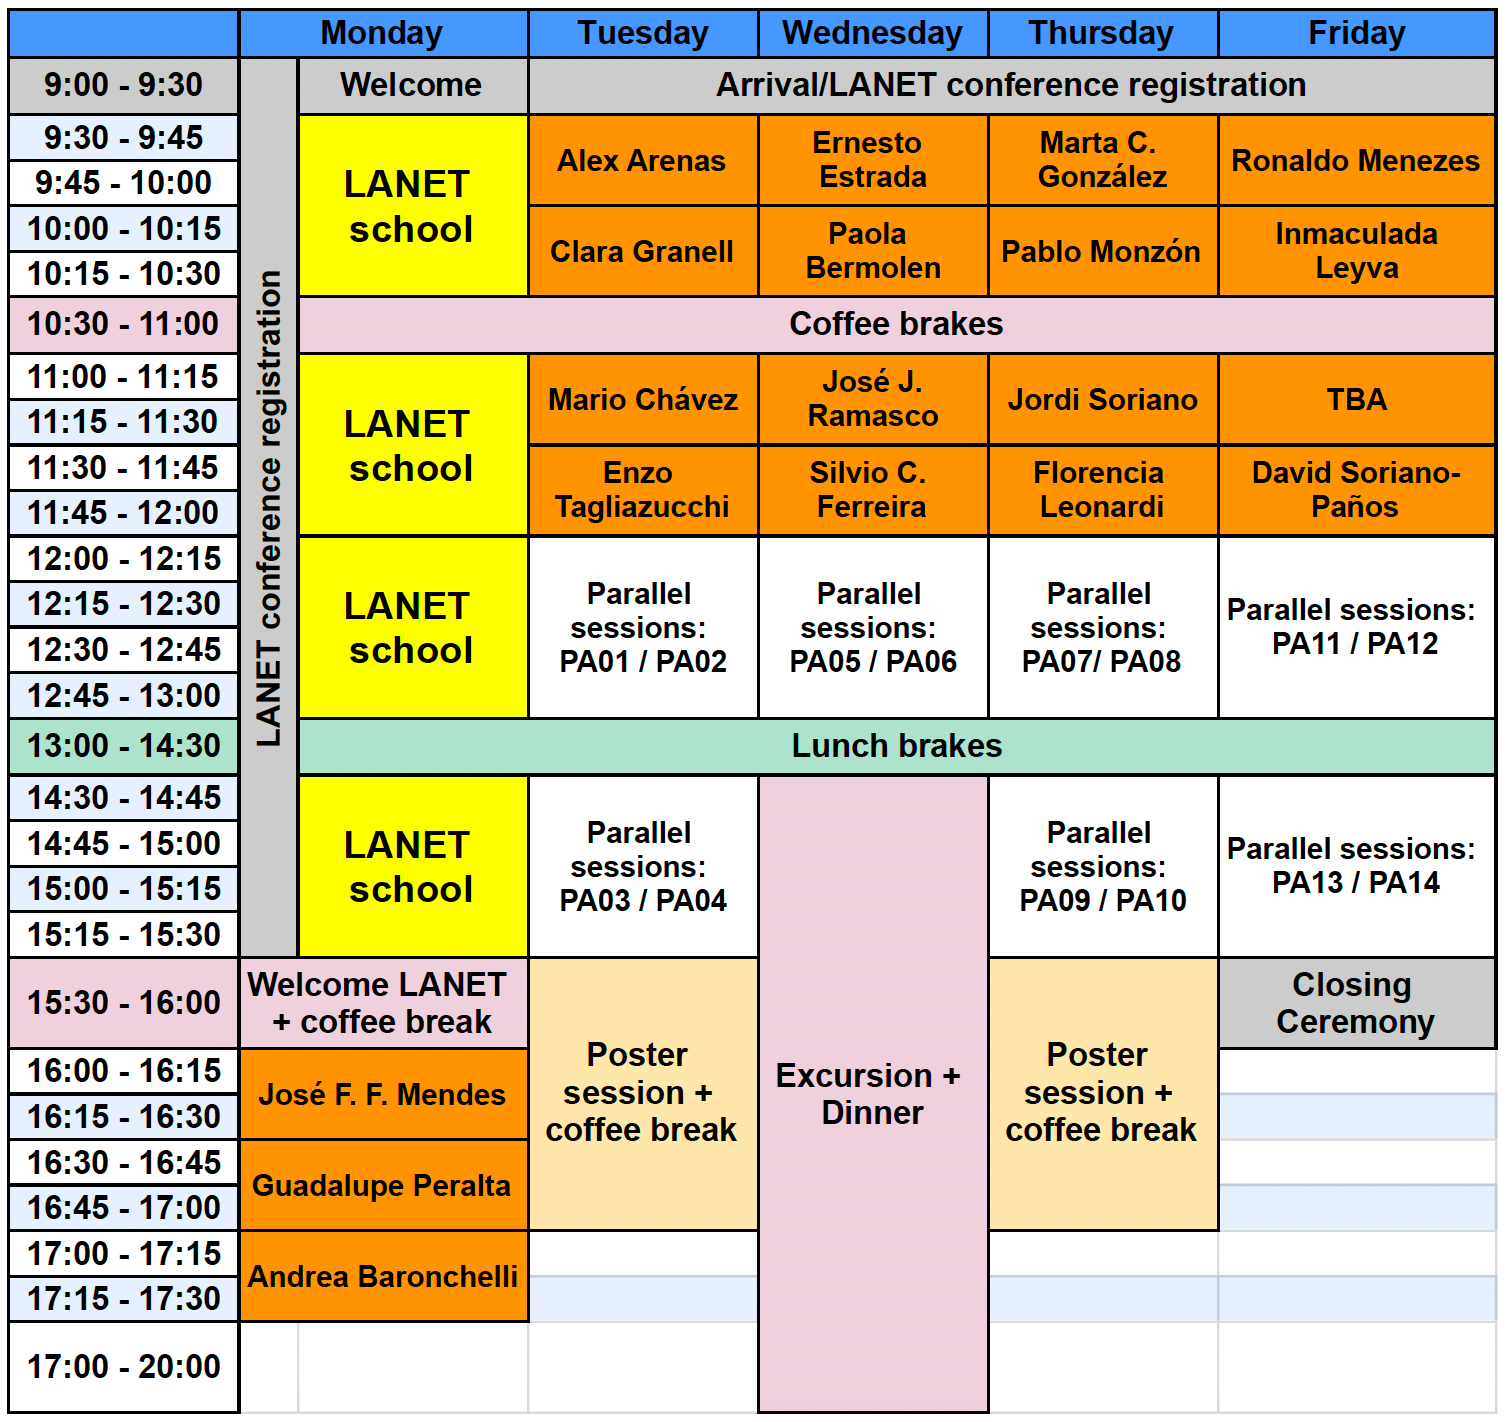 Monday Tuesday Wednesday Thursday Friday
9:00 - 9:30 Welcome Arrival/LANET conference registration
LANET conference registration
9:30 - 9:45
9:45 - 10:00
LANET
school
Alex Arenas
Ernesto
Estrada
Marta C.
González
Ronaldo Menezes
10:00 - 10:15
10:15 - 10:30
Clara Granell
Paola
Bermolen
Pablo Monzón
Inmaculada
Leyva
10:30 - 11:00 Coffee brakes
11:00 - 11:15
11:15 - 11:30
LANET
school
Mario Chávez
José J.
Ramasco
Jordi Soriano
TBA
11:30 - 11:45
11:45 - 12:00
Enzo
Tagliazucchi
Silvio C.
Ferreira
Florencia
Leonardi
David Soriano-
Paños
12:00 - 12:15
12:15 - 12:30
12:30 - 12:45
12:45 - 13:00
LANET
school
Parallel
sessions:
PA01 / PA02
Parallel
sessions:
PA05 / PA06
Parallel
sessions:
PA07/ PA08
Parallel sessions:
PA11 / PA12
13:00 - 14:30 Lunch brakes
14:30 - 14:45
14:45 - 15:00
15:00 - 15:15
15:15 - 15:30
LANET
school
Parallel
sessions:
PA03 / PA04
Excursion +
Dinner
Parallel
sessions:
PA09 / PA10
Parallel sessions:
PA13 / PA14
15:30 - 16:00
Welcome LANET
+ coffee break
Poster
session +
coffee break
Poster
session +
coffee break
Closing
Ceremony
16:00 - 16:15
16:15 - 16:30
José F. F. Mendes
16:30 - 16:45
16:45 - 17:00
Guadalupe Peralta
17:00 - 17:15
17:15 - 17:30
Andrea Baronchelli
17:00 - 20:00